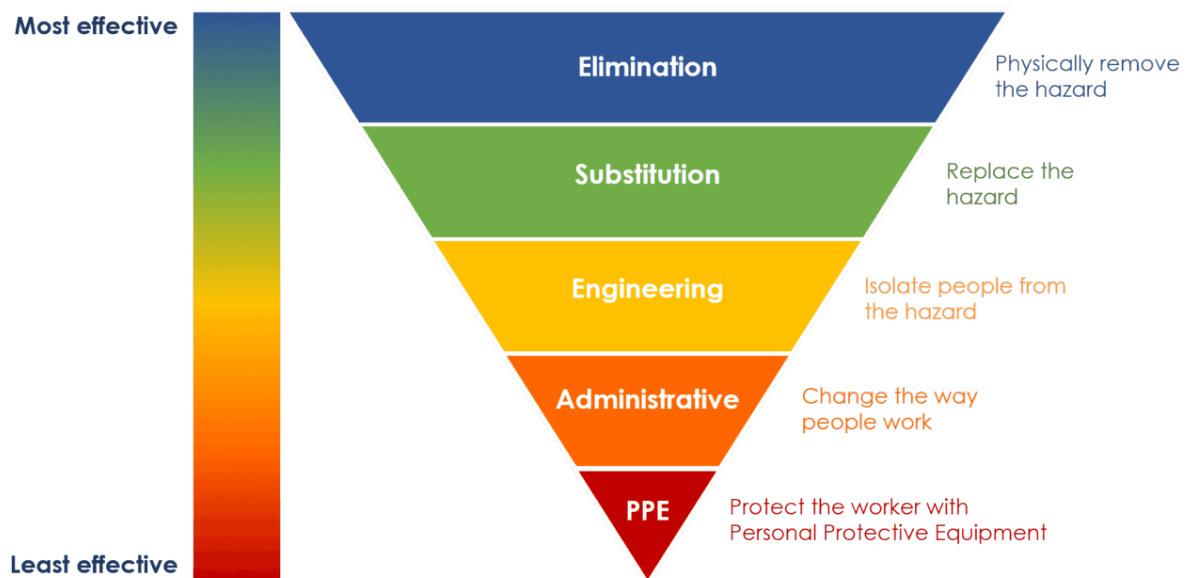 Most effective
Elimination
Physically remove
the hazard
Substitution
Replace the
hazard
Engineering
Isolate people from
the hazard
Administrative
Change the way
people work
PPE
Protect the worker with
Personal Protective Equipment
Least effective